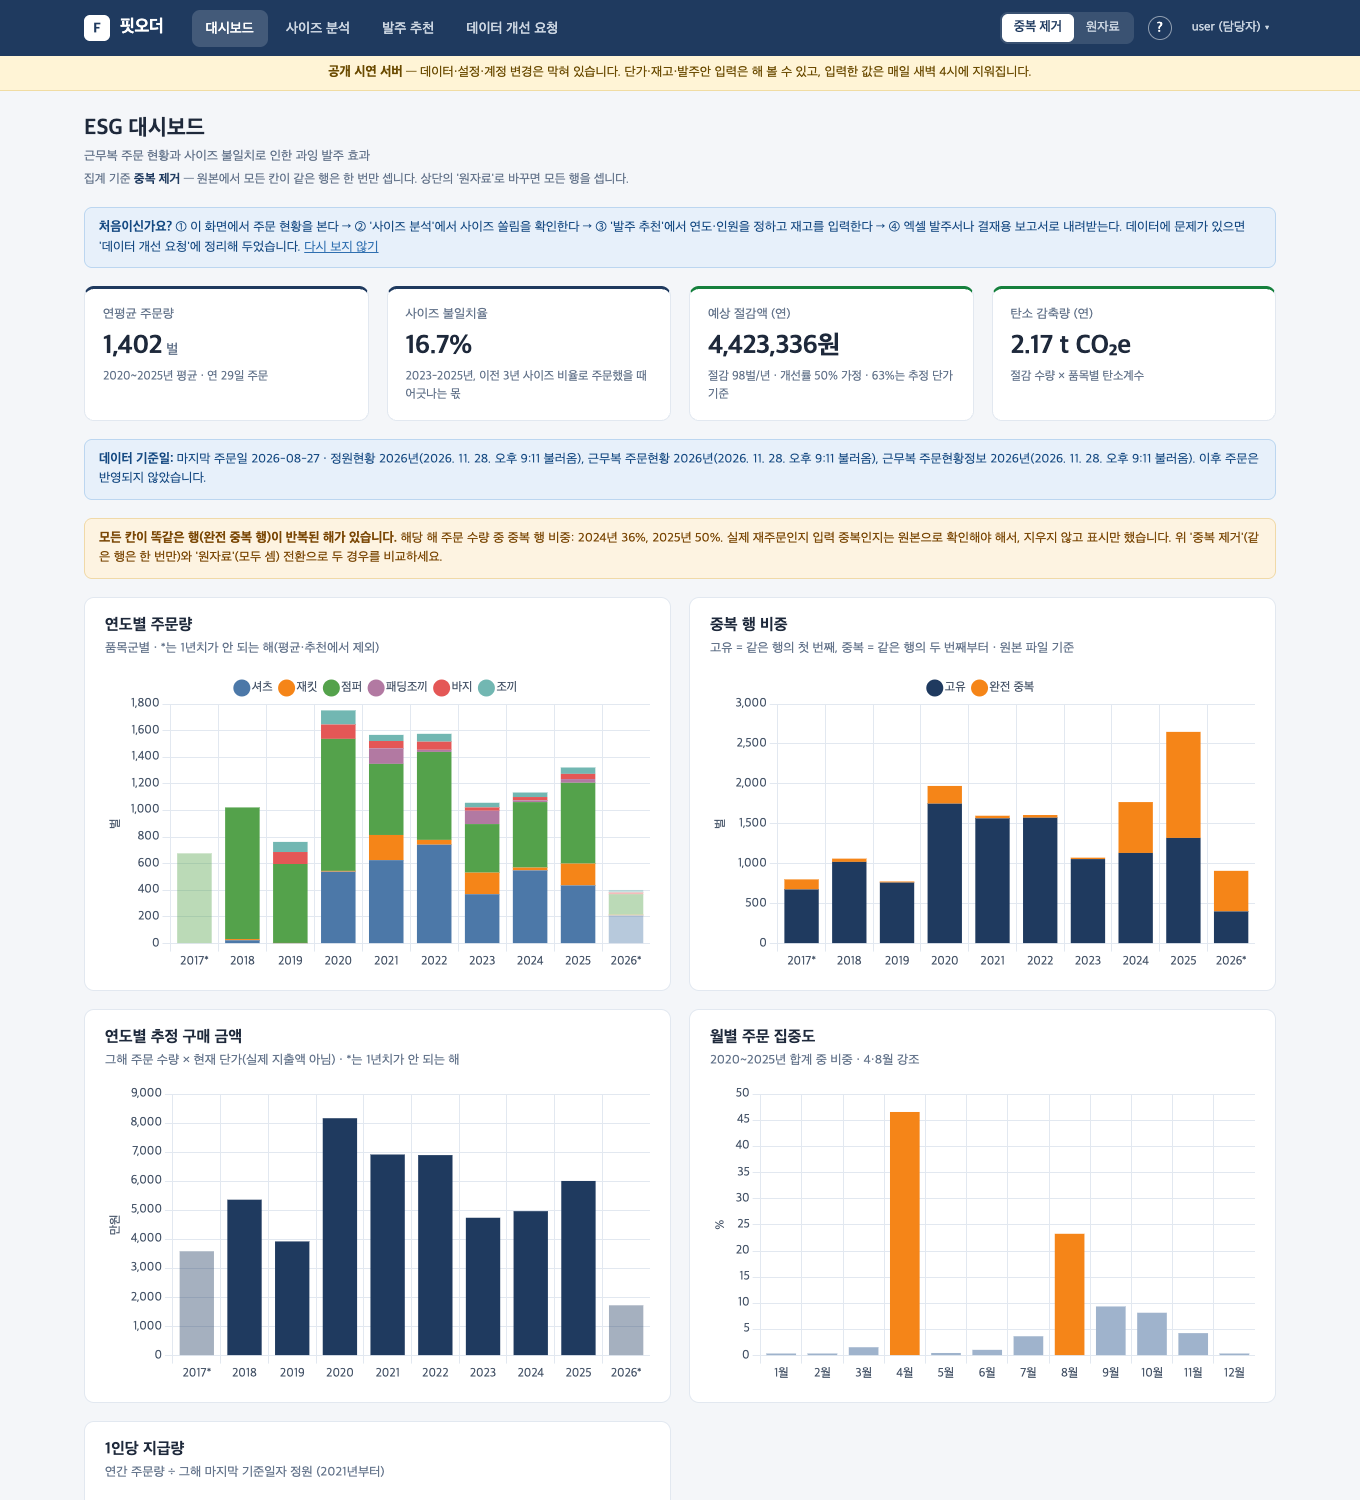 F 핏오더 대시보드 사이즈 분석 발주 추천 데이터 개선 요청 중복 제거 원자료 ? user (담당자) ▾
공개 시연 서버 — 데이터·설정·계정 변경은 막혀 있습니다. 단가·재고·발주안 입력은 해 볼 수 있고, 입력한 값은 매일 새벽 4시에 지워집니다.
ESG 대시보드
근무복 주문 현황과 사이즈 불일치로 인한 과잉 발주 효과
집계 기준 중복 제거 — 원본에서 모든 칸이 같은 행은 한 번만 셉니다. 상단의 '원자료'로 바꾸면 모든 행을 셉니다.
처음이신가요? ① 이 화면에서 주문 현황을 본다 → ② '사이즈 분석'에서 사이즈 쏠림을 확인한다 → ③ '발주 추천'에서 연도·인원을 정하고 재고를 입력한다 → ④ 엑셀 발주서나 결재용 보고서로 내려받는다. 데이터에 문제가 있으면
'데이터 개선 요청'에 정리해 두었습니다. 다시 보지 않기
연평균 주문량
1,402 벌
2020~2025년 평균 · 연 29일 주문
사이즈 불일치율
16.7%
2023-2025년, 이전 3년 사이즈 비율로 주문했을 때
어긋나는 몫
예상 절감액 (연)
4,423,336원
절감 98벌/년 · 개선률 50% 가정 · 63%는 추정 단가
기준
탄소 감축량 (연)
2.17 t CO₂e
절감 수량 × 품목별 탄소계수
데이터 기준일: 마지막 주문일 2026-08-27 · 정원현황 2026년(2026. 11. 28. 오후 9:11 불러옴), 근무복 주문현황 2026년(2026. 11. 28. 오후 9:11 불러옴), 근무복 주문현황정보 2026년(2026. 11. 28. 오후 9:11 불러옴). 이후 주문은
반영되지 않았습니다.
모든 칸이 똑같은 행(완전 중복 행)이 반복된 해가 있습니다. 해당 해 주문 수량 중 중복 행 비중: 2024년 36%, 2025년 50%. 실제 재주문인지 입력 중복인지는 원본으로 확인해야 해서, 지우지 않고 표시만 했습니다. 위 '중복 제거'(같
은 행은 한 번만)와 '원자료'(모두 셈) 전환으로 두 경우를 비교하세요.
연도별 주문량
품목군별 · *는 1년치가 안 되는 해(평균·추천에서 제외)
셔츠 재킷 점퍼 패딩조끼 바지 조끼
1,800
1,600
1,400
1,200
1,000
800
600
400
200
0
벌
2017* 2018 2019 2020 2021 2022 2023 2024 2025 2026*
중복 행 비중
고유 = 같은 행의 첫 번째, 중복 = 같은 행의 두 번째부터 · 원본 파일 기준
고유 완전 중복
3,000
2,500
2,000
1,500
1,000
500
0
벌
2017* 2018 2019 2020 2021 2022 2023 2024 2025 2026*
연도별 추정 구매 금액
그해 주문 수량 × 현재 단가(실제 지출액 아님) · *는 1년치가 안 되는 해
9,000
8,000
7,000
6,000
5,000
4,000
3,000
2,000
1,000
0
만원
2017* 2018 2019 2020 2021 2022 2023 2024 2025 2026*
월별 주문 집중도
2020~2025년 합계 중 비중 · 4·8월 강조
50
45
40
35
30
25
20
15
10
5
0
%
1월 2월 3월 4월 5월 6월 7월 8월 9월 10월 11월 12월
1인당 지급량
연간 주문량 ÷ 그해 마지막 기준일자 정원 (2021년부터)